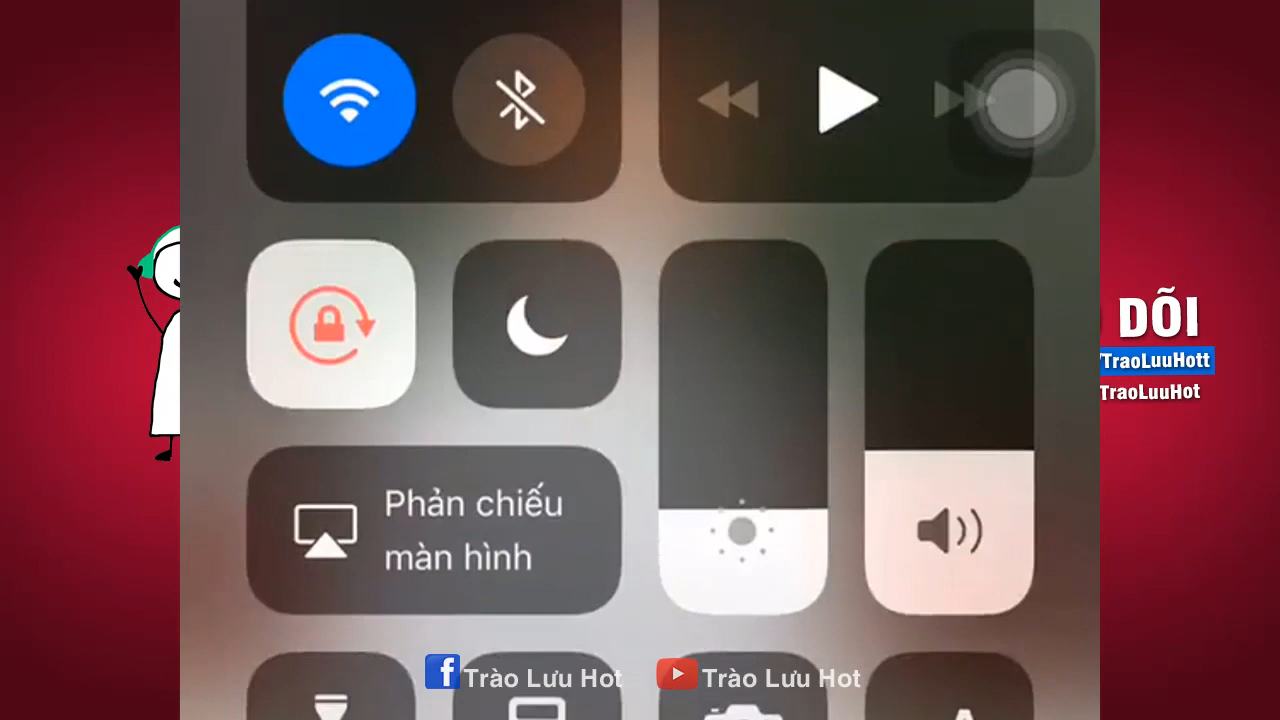 Phản chiếu
màn hình
DÕI
/TraoLuuHott
TraoLuuHot
Trào Lưu Hot
Trào Lưu Hot